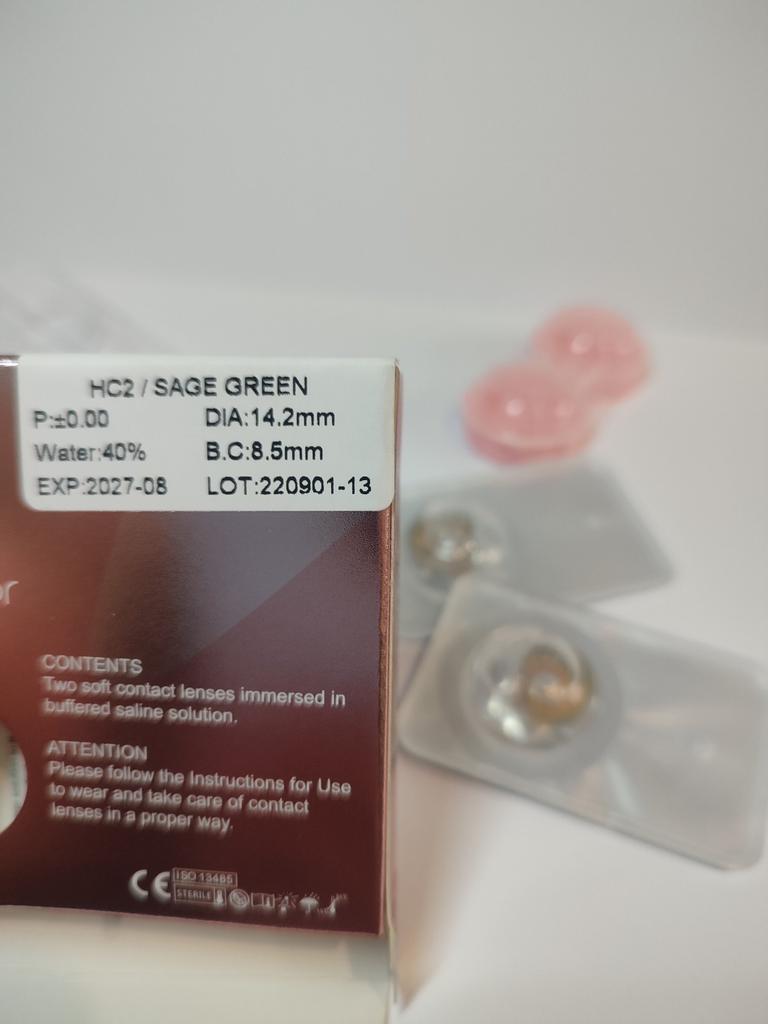 HC2 / SAGE GREEN
P:±0.00 DIA:14.2mm
Water:40% B.C:8.5mm
EXP:2027-08 LOT:220901-13
or
CONTENTS
Two soft contact lenses immersed in
buffered saline solution.
ATTENTION
Please follow the Instructions for Use
to wear and take care of contact
lenses in a proper way.
CE ISO 13485
STERILE